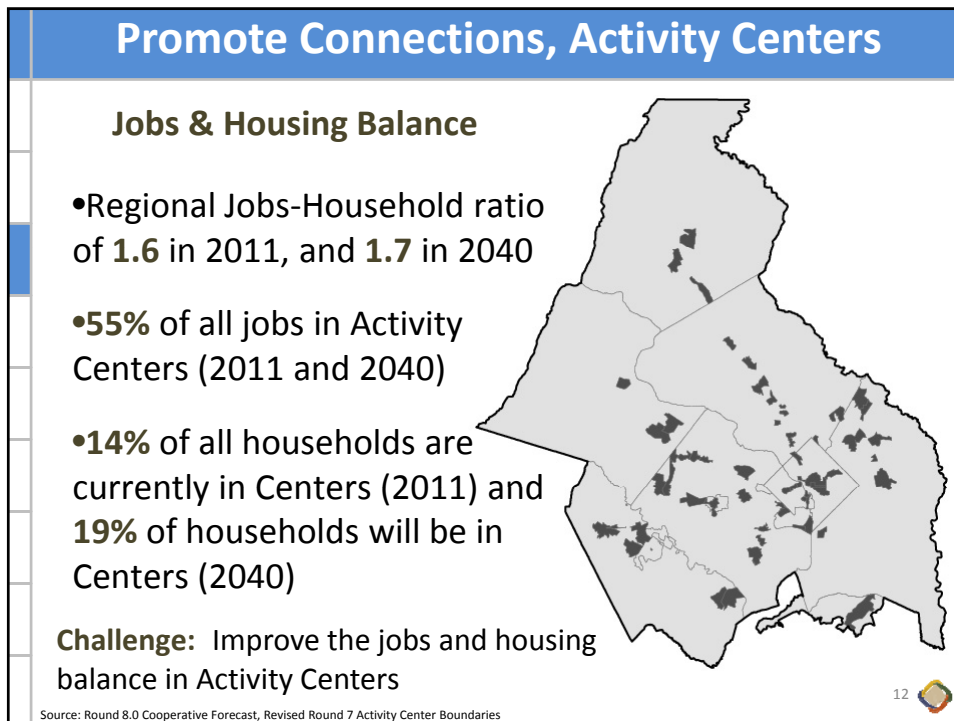 Promote Connections, Activity Centers
Jobs & Housing Balance
•Regional Jobs-Household ratio
of 1.6 in 2011, and 1.7 in 2040
•55% of all jobs in Activity
Centers (2011 and 2040)
•14% of all households are
currently in Centers (2011) and
19% of households will be in
Centers (2040)
Challenge: Improve the jobs and housing
balance in Activity Centers
12
Source: Round 8.0 Cooperative Forecast, Revised Round 7 Activity Center Boundaries